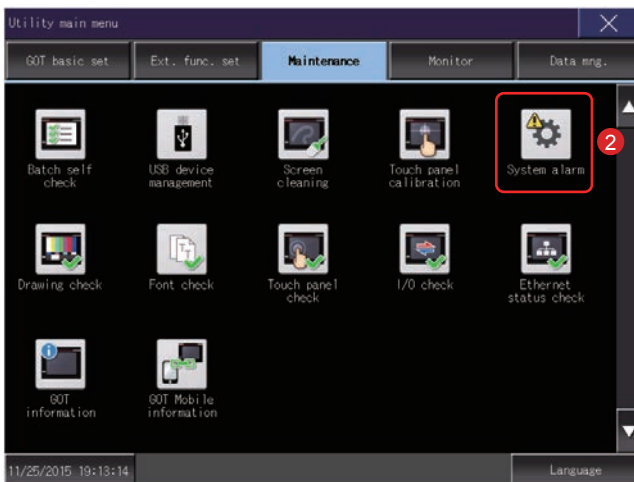 Utility main menu
GOT basic set
Ext. func. set
Maintenance
Monitor
Data mng.
Batch self
check
USB device
management
Screen
cleaning
Touch panel
calibration
System alarm
2
Drawing check
Font check
Touch panel
check
I/O check
Ethernet
status check
GOT
information
GOT Mobile
information
11/25/2015 19:13:14
Language